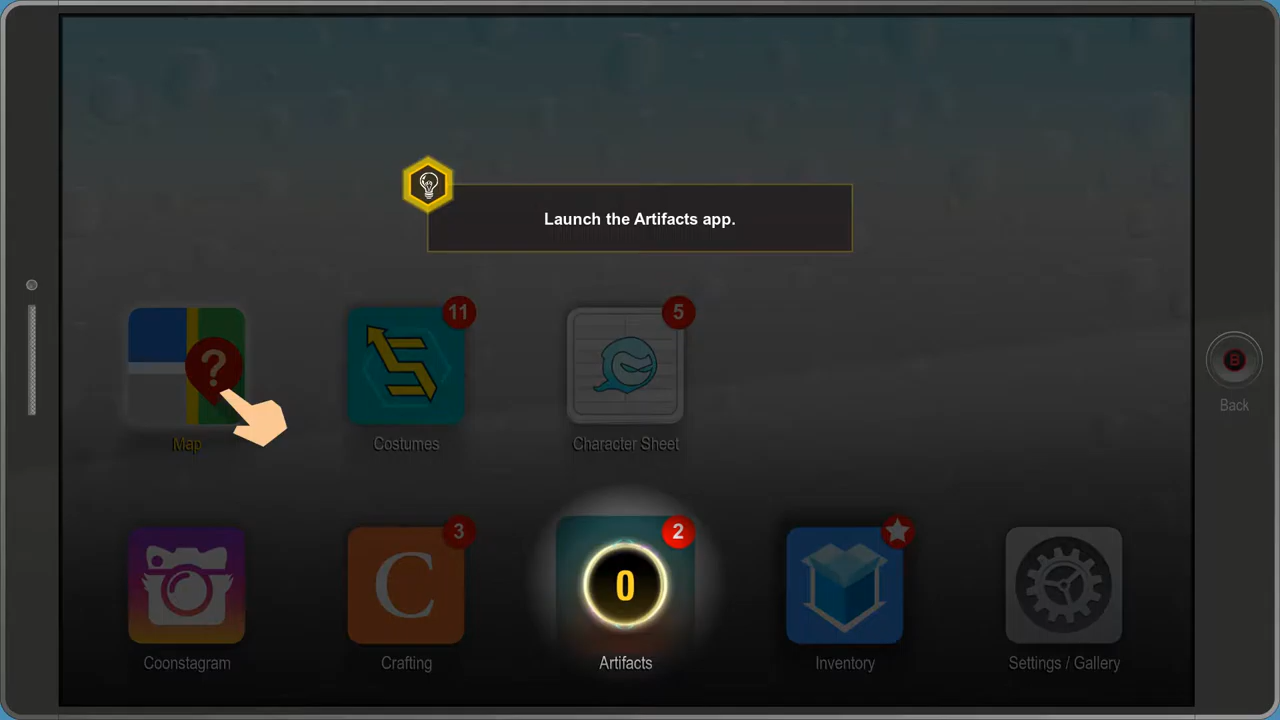 Launch the Artifacts app.
11
5
?
Map
Costumes
Character Sheet
B
Back
3
2
C
0
Coonstagram
Crafting
Artifacts
Inventory
Settings / Gallery